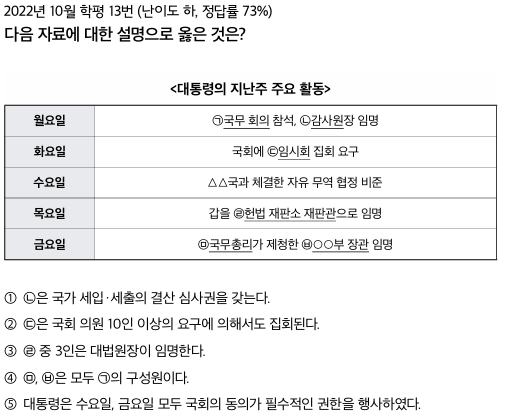 2022년 10월 학평 13번 (난이도 하, 정답률 73%)
다음 자료에 대한 설명으로 옳은 것은?
<대통령의 지난주 주요 활동>
월요일 ㉠국무 회의 참석, ㉡감사원장 임명
화요일 국회에 ㉢임시회 집회 요구
수요일 △△국과 체결한 자유 무역 협정 비준
목요일 갑을 ㉣헌법 재판소 재판관으로 임명
금요일 ㉤국무총리가 제청한 ㉥○○부 장관 임명
① ㉡은 국가 세입·세출의 결산 심사권을 갖는다.
② ㉢은 국회 의원 10인 이상의 요구에 의해서도 집회된다.
③ ㉣ 중 3인은 대법원장이 임명한다.
④ ㉤, ㉥은 모두 ㉠의 구성원이다.
⑤ 대통령은 수요일, 금요일 모두 국회의 동의가 필수적인 권한을 행사하였다.